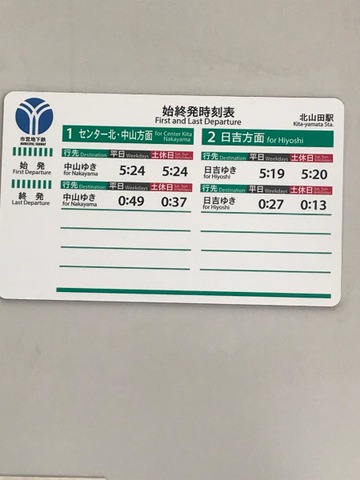 始終発時刻表
First and Last Departure
北山田駅
Kita-yamata Sta.
市営地下鉄
MUNICIPAL SUBWAY
1 センター北・中山方面 for Center Kita Nakayama
2 日吉方面 for Hiyoshi
始発
First Departure
行先 Destination 平日 Weekdays 土休日
行先 Destination 平日 Weekdays 土休日
中山ゆき 5:24 5:24
for Nakayama
日吉ゆき 5:19 5:20
for Hiyoshi
終発
Last Departure
行先 Destination 平日 Weekdays 土休日
行先 Destination 平日 Weekdays 土休日
中山ゆき 0:49 0:37
for Nakayama
日吉ゆき 0:27 0:13
for Hiyoshi